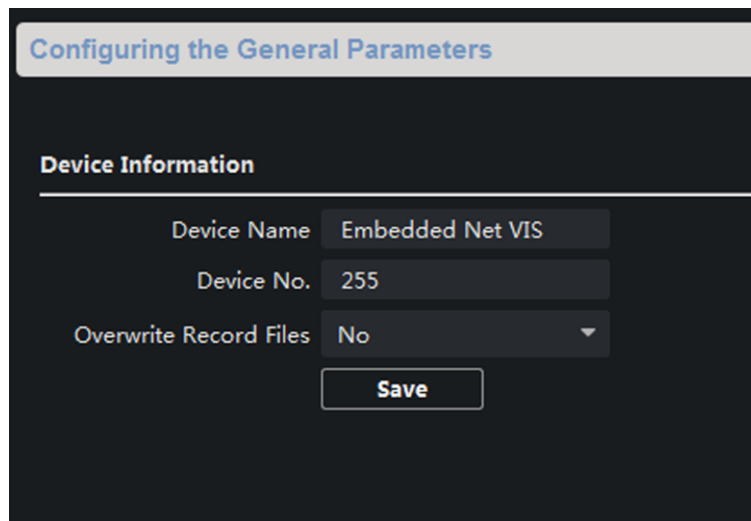 Configuring the General Parameters
Device Information
Device Name Embedded Net VIS
Device No. 255
Overwrite Record Files No
Save